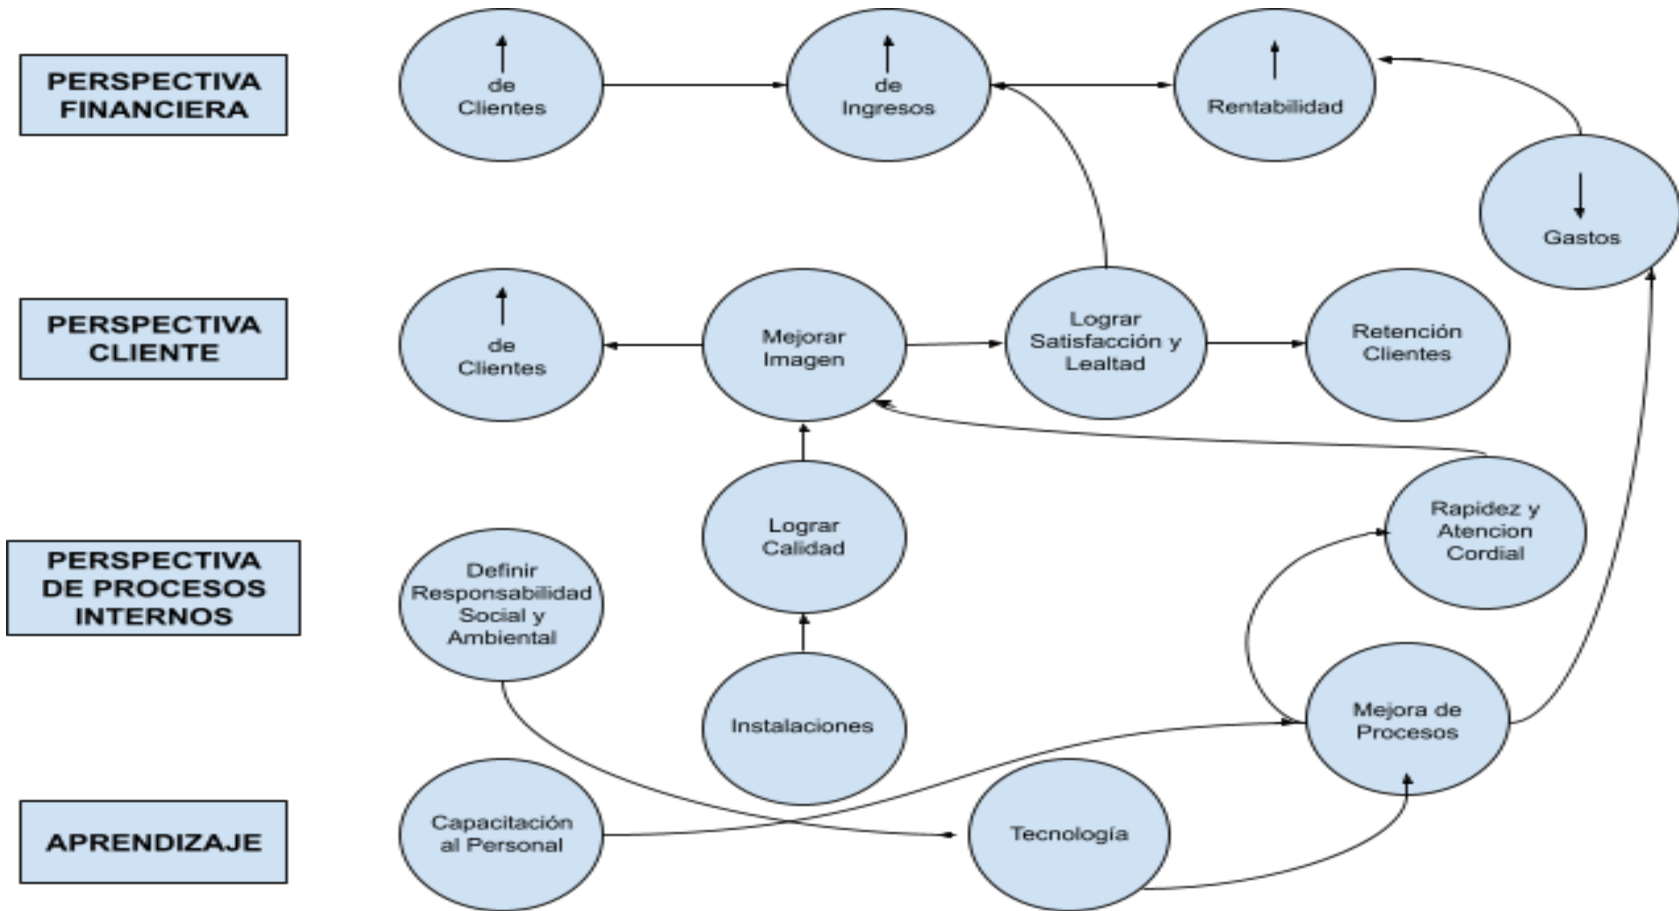 PERSPECTIVA
FINANCIERA
de
Clientes
de
Ingresos
Rentabilidad
Gastos
PERSPECTIVA
CLIENTE
de
Clientes
Mejorar
Imagen
Lograr
Satisfacción y
Lealtad
Retención
Clientes
PERSPECTIVA
DE PROCESOS
INTERNOS
Definir
Responsabilidad
Social y
Ambiental
Lograr
Calidad
Rapidez y
Atencion
Cordial
Instalaciones
Mejora de
Procesos
APRENDIZAJE
Capacitación
al Personal
Tecnología